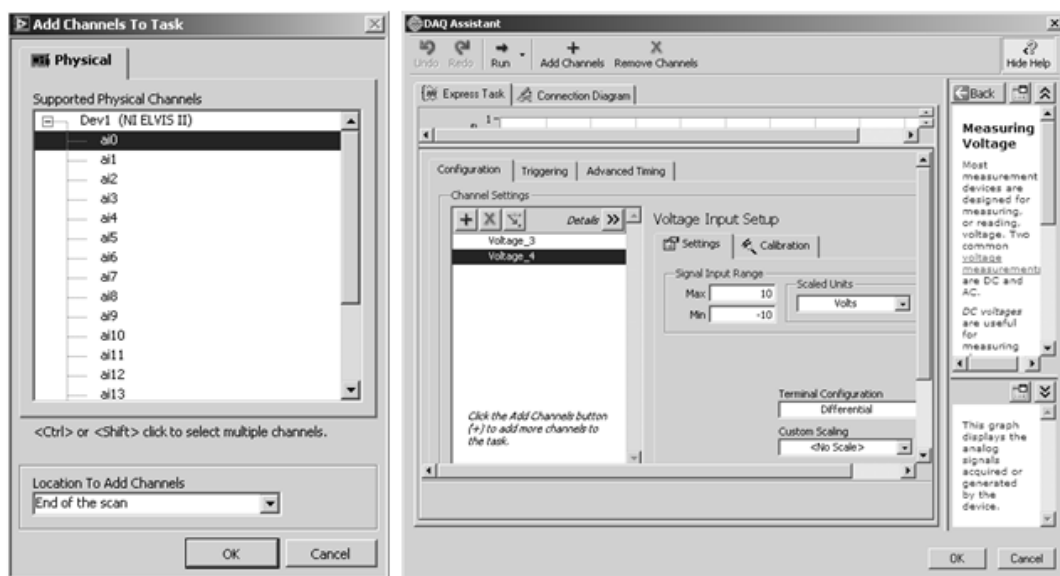 Add Channels To Task
Physical
Supported Physical Channels
Dev1 (NI ELVIS II)
ai0
ai1
ai2
ai3
ai4
ai5
ai6
ai7
ai8
ai9
ai10
ai11
ai12
ai13
<Ctrl> or <Shift> click to select multiple channels.
Location To Add Channels
End of the scan
OK Cancel
DAQ Assistant
Undo Redo Run Add Channels Remove Channels Hide Help
Express Task Connection Diagram
1
Configuration Triggering Advanced Timing
Channel Settings
Details
Voltage_3
Voltage_4
Click the Add Channels button
(+) to add more channels to
the task.
Voltage Input Setup
Settings Calibration
Signal Input Range
Max 10
Min -10
Scaled Units
Volts
Terminal Configuration
Differential
Custom Scaling
<No Scale>
Back
Measuring
Voltage
Most
measurement
devices are
designed for
measuring,
or reading,
voltage. Two
common
voltage
measurements
are DC and
AC.
DC voltages
are useful
for
measuring
This graph
displays the
analog
signals
acquired or
generated
by the
device.
OK Cancel